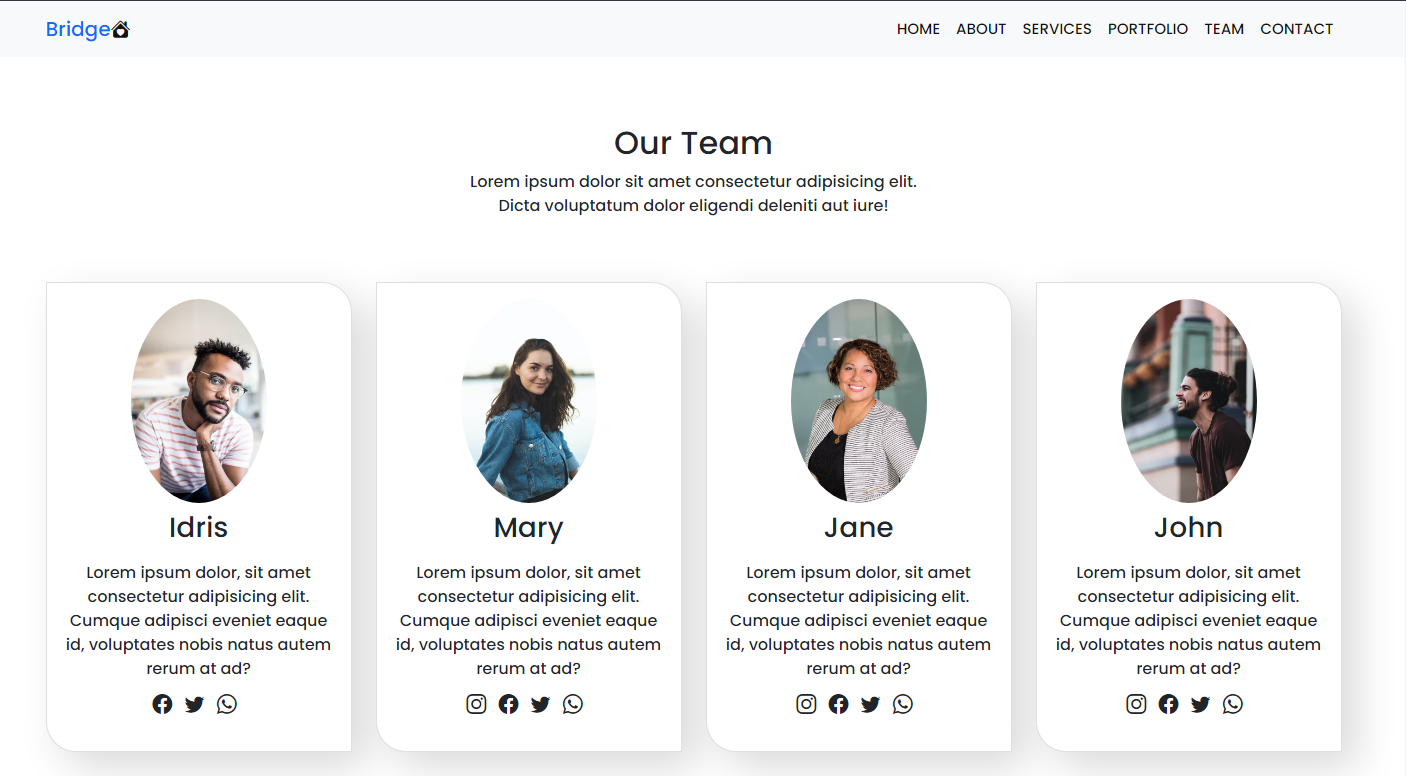 Bridge
HOME ABOUT SERVICES PORTFOLIO TEAM CONTACT
Our Team
Lorem ipsum dolor sit amet consectetur adipisicing elit.
Dicta voluptatum dolor eligendi deleniti aut iure!
Idris
Lorem ipsum dolor, sit amet
consectetur adipisicing elit.
Cumque adipisci eveniet eaque
id, voluptates nobis natus autem
rerum at ad?
Mary
Lorem ipsum dolor, sit amet
consectetur adipisicing elit.
Cumque adipisci eveniet eaque
id, voluptates nobis natus autem
rerum at ad?
Jane
Lorem ipsum dolor, sit amet
consectetur adipisicing elit.
Cumque adipisci eveniet eaque
id, voluptates nobis natus autem
rerum at ad?
John
Lorem ipsum dolor, sit amet
consectetur adipisicing elit.
Cumque adipisci eveniet eaque
id, voluptates nobis natus autem
rerum at ad?